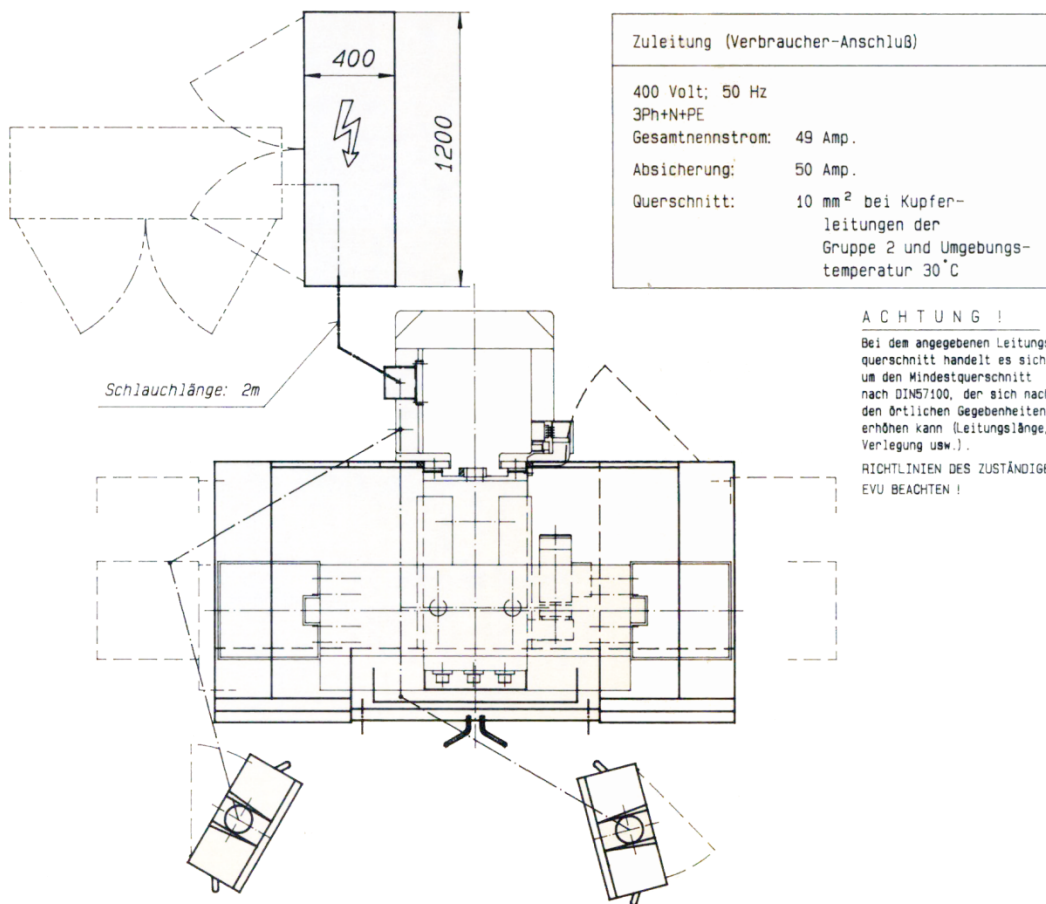 400
1200
Schlauchlänge: 2m
Zuleitung (Verbraucher-Anschluß)
400 Volt; 50 Hz
3Ph+N+PE
Gesamtnennstrom: 49 Amp.
Absicherung: 50 Amp.
Querschnitt: 10 mm² bei Kupfer-
leitungen der
Gruppe 2 und Umgebungs-
temperatur 30°C
ACHTUNG !
Bei dem angegebenen Leitungs
querschnitt handelt es sich
um den Mindestquerschnitt
nach DIN57100, der sich nach
den örtlichen Gegebenheiten
erhöhen kann (Leitungslänge,
Verlegung usw.).
RICHTLINIEN DES ZUSTÄNDIGE
EVU BEACHTEN !